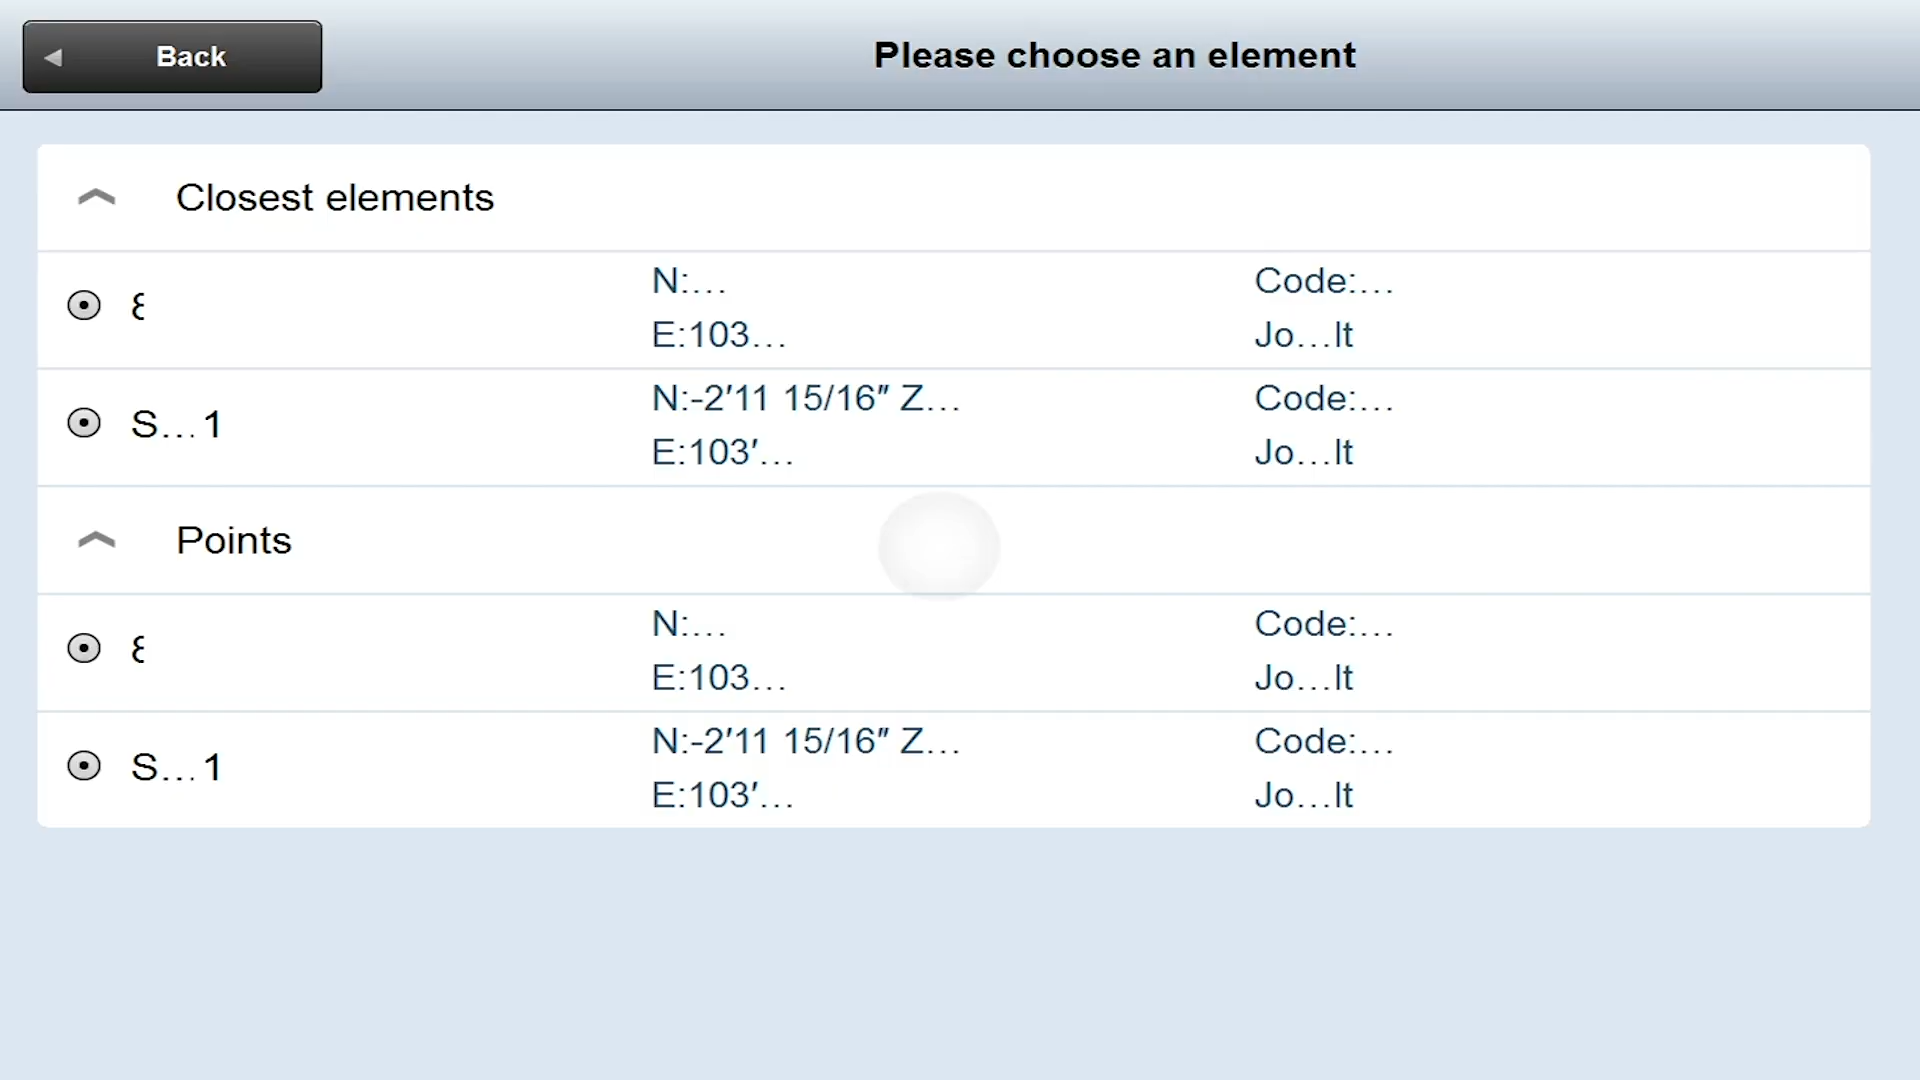 Back
Please choose an element
Closest elements
N:…
Code:…
E:103…
Jo…lt
N:-2′11 15/16″ Z…
Code:…
S…1
E:103′…
Jo…lt
Points
N:…
Code:…
E:103…
Jo…lt
N:-2′11 15/16″ Z…
Code:…
S…1
E:103′…
Jo…lt